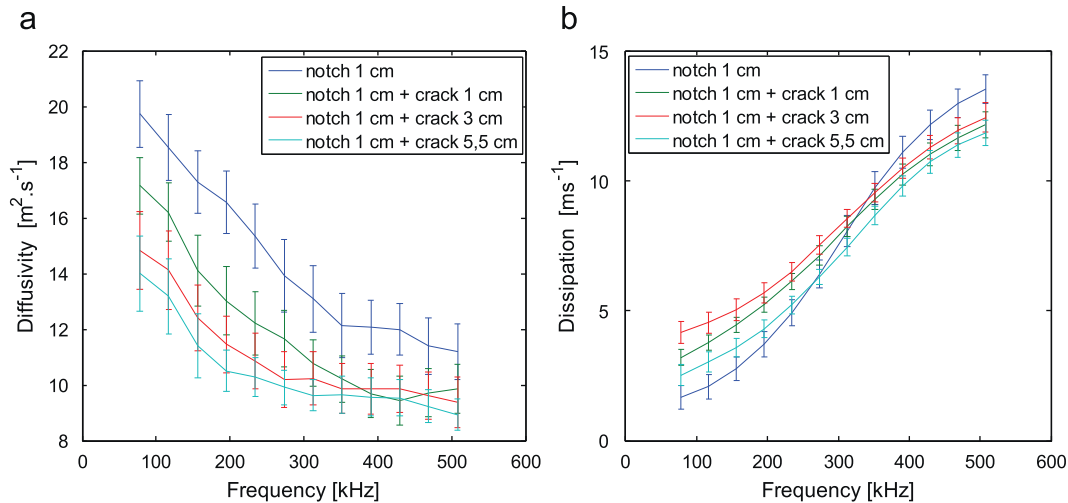 a
22
20
18
16
14
12
10
8
Diffusivity [m².s⁻¹]
notch 1 cm
notch 1 cm + crack 1 cm
notch 1 cm + crack 3 cm
notch 1 cm + crack 5,5 cm
0 100 200 300 400 500 600
Frequency [kHz]
b
15
10
5
0
Dissipation [ms⁻¹]
notch 1 cm
notch 1 cm + crack 1 cm
notch 1 cm + crack 3 cm
notch 1 cm + crack 5,5 cm
0 100 200 300 400 500 600
Frequency [kHz]